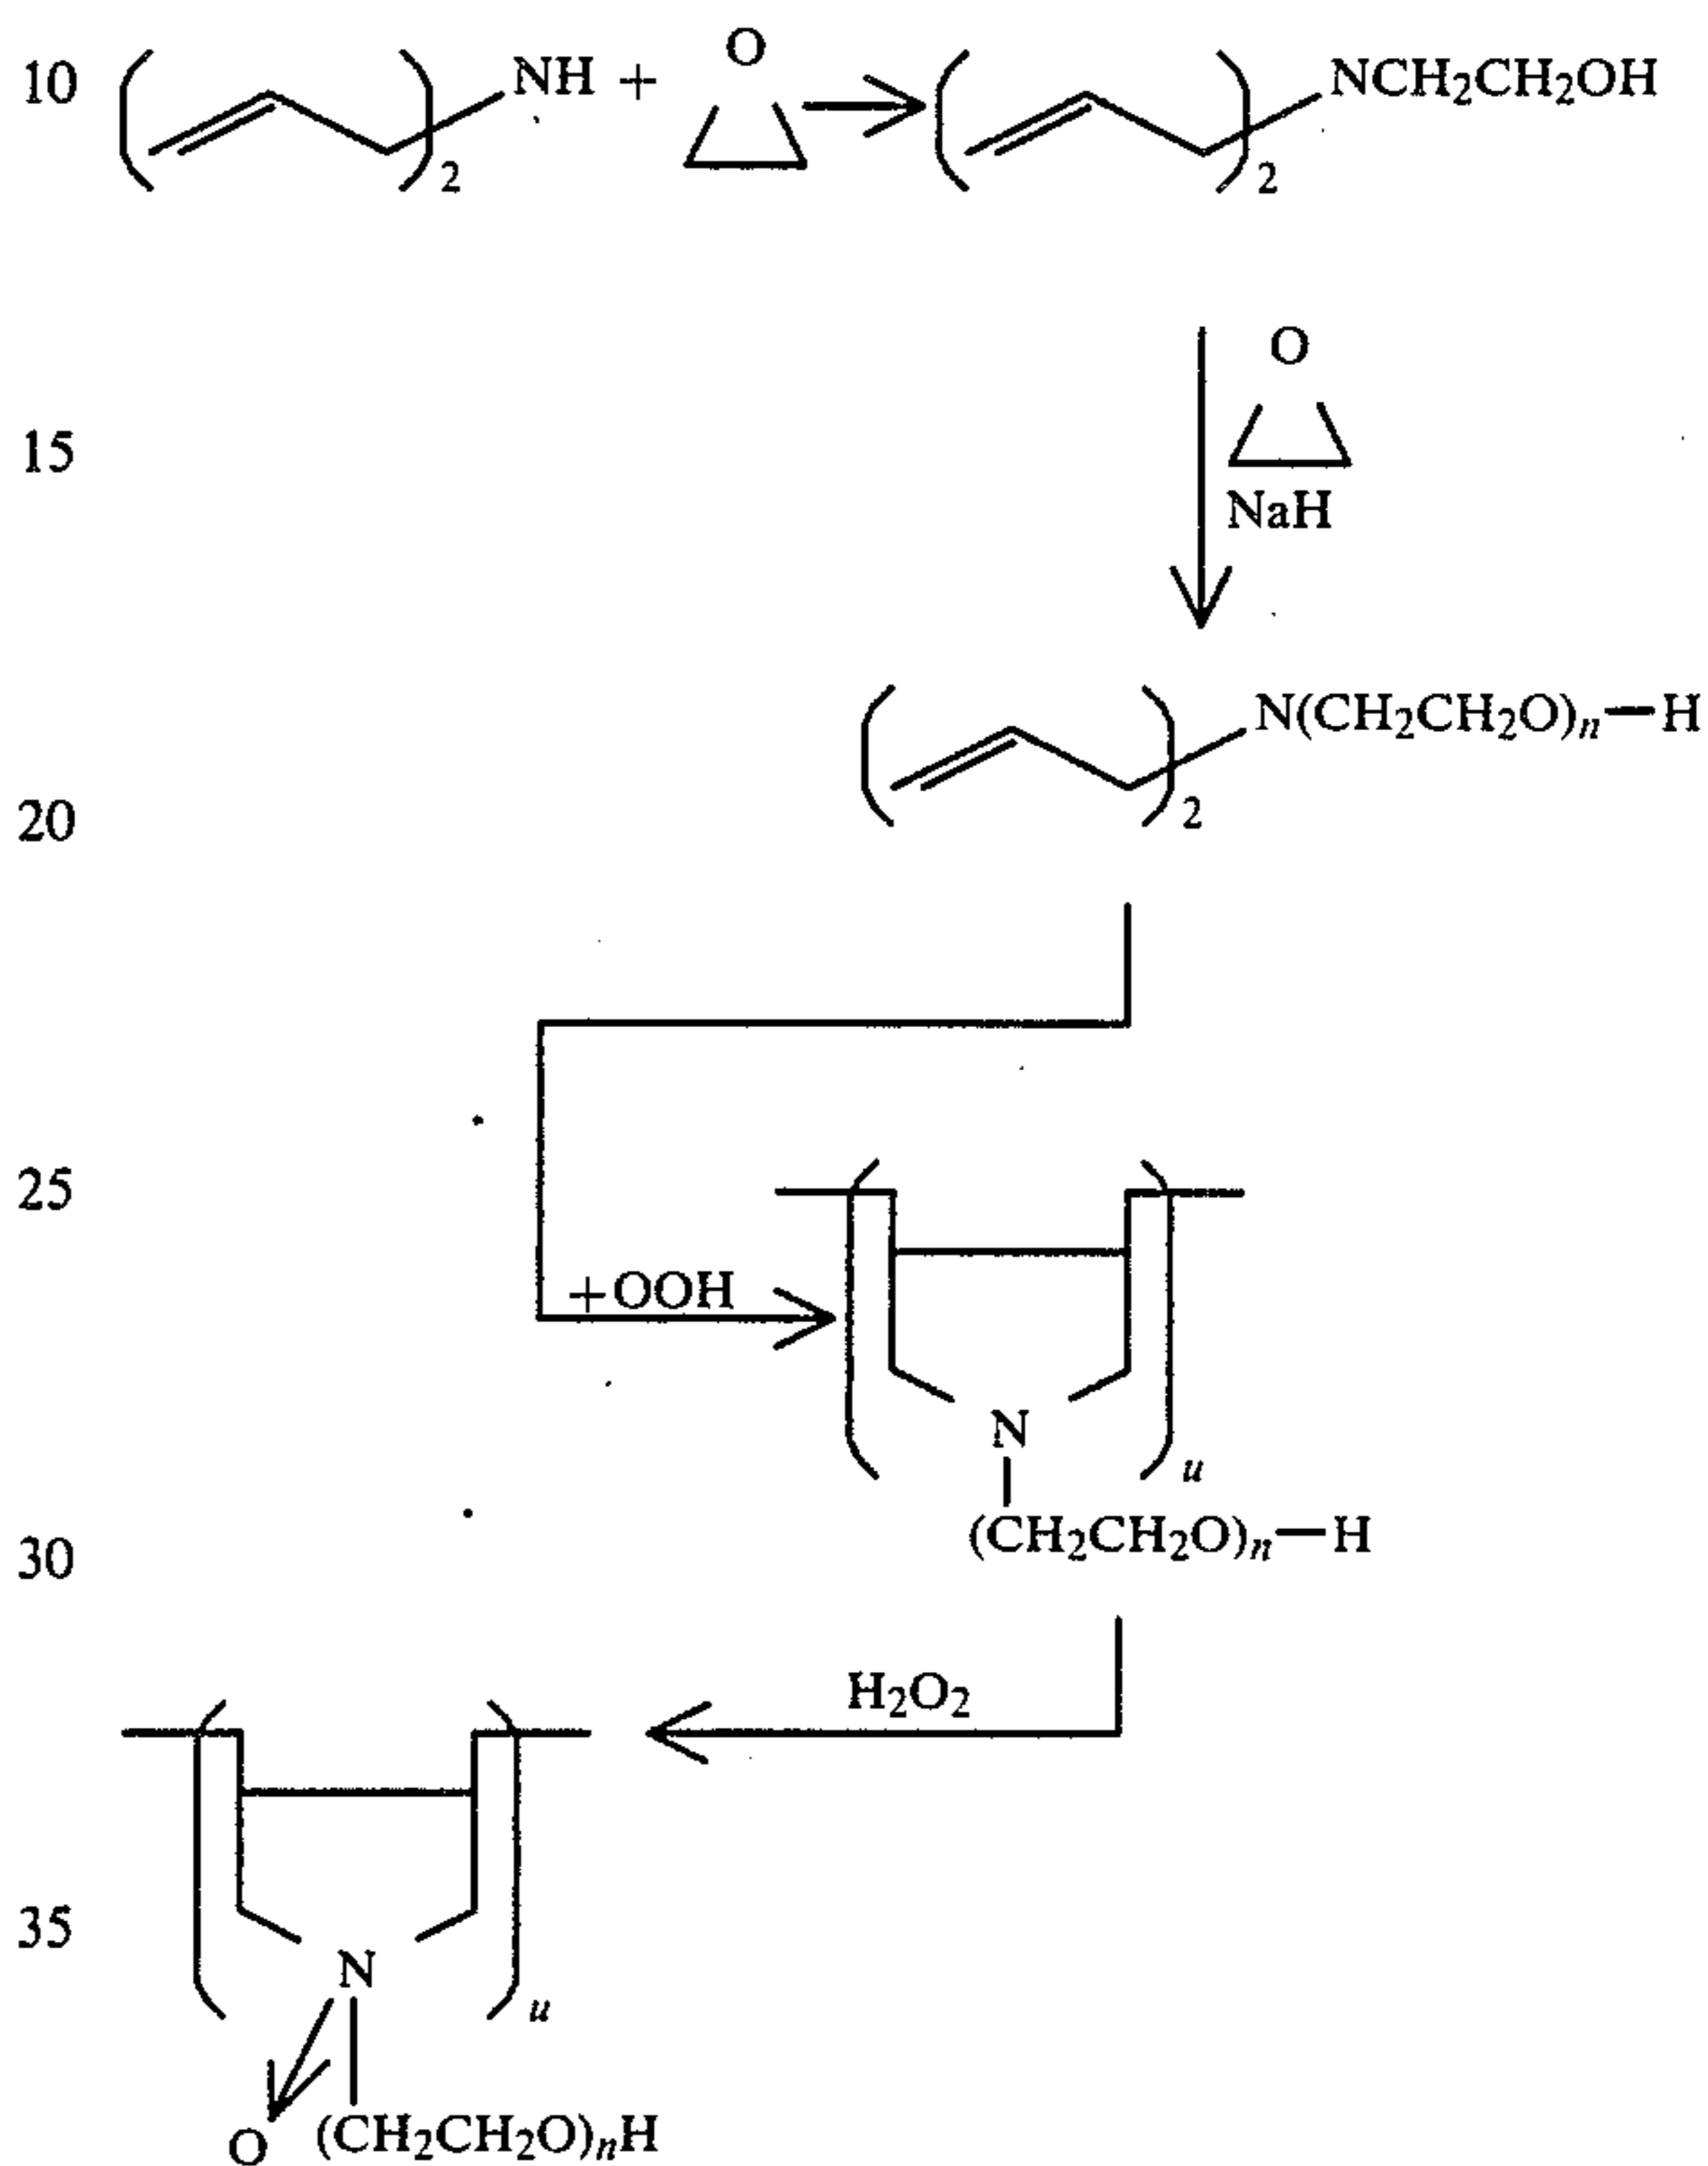 10 NH + O NCH2CH2OH
2 2
O
15
NaH
N(CH2CH2O)n—H
20 2
25
+OOH
N
u
30 (CH2CH2O)n—H
H2O2
35
N
u
O (CH2CH2O)nH